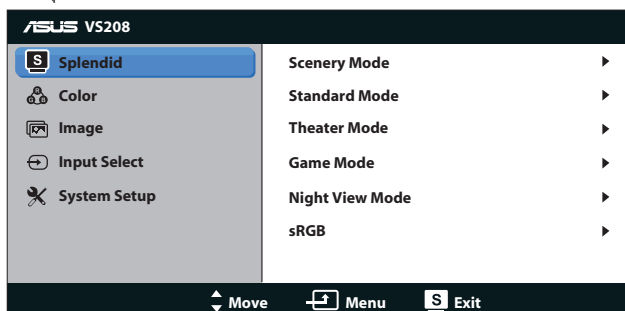 ASUS VS208
S Splendid
Color
Image
Input Select
System Setup
Scenery Mode
Standard Mode
Theater Mode
Game Mode
Night View Mode
sRGB
Move Menu S Exit